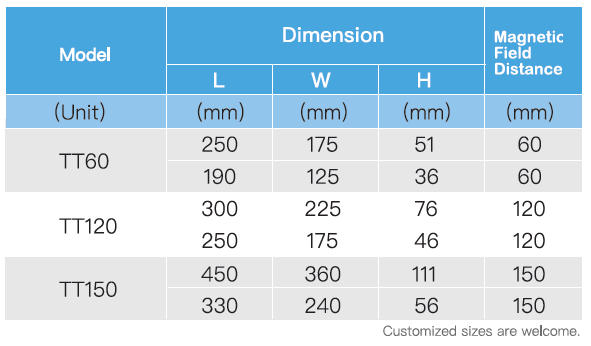 Model Dimension Magnetic Field Distance
L W H
(Unit) (mm) (mm) (mm) (mm)
TT60 250 175 51 60
190 125 36 60
TT120 300 225 76 120
250 175 46 120
TT150 450 360 111 150
330 240 56 150
Customized sizes are welcome.